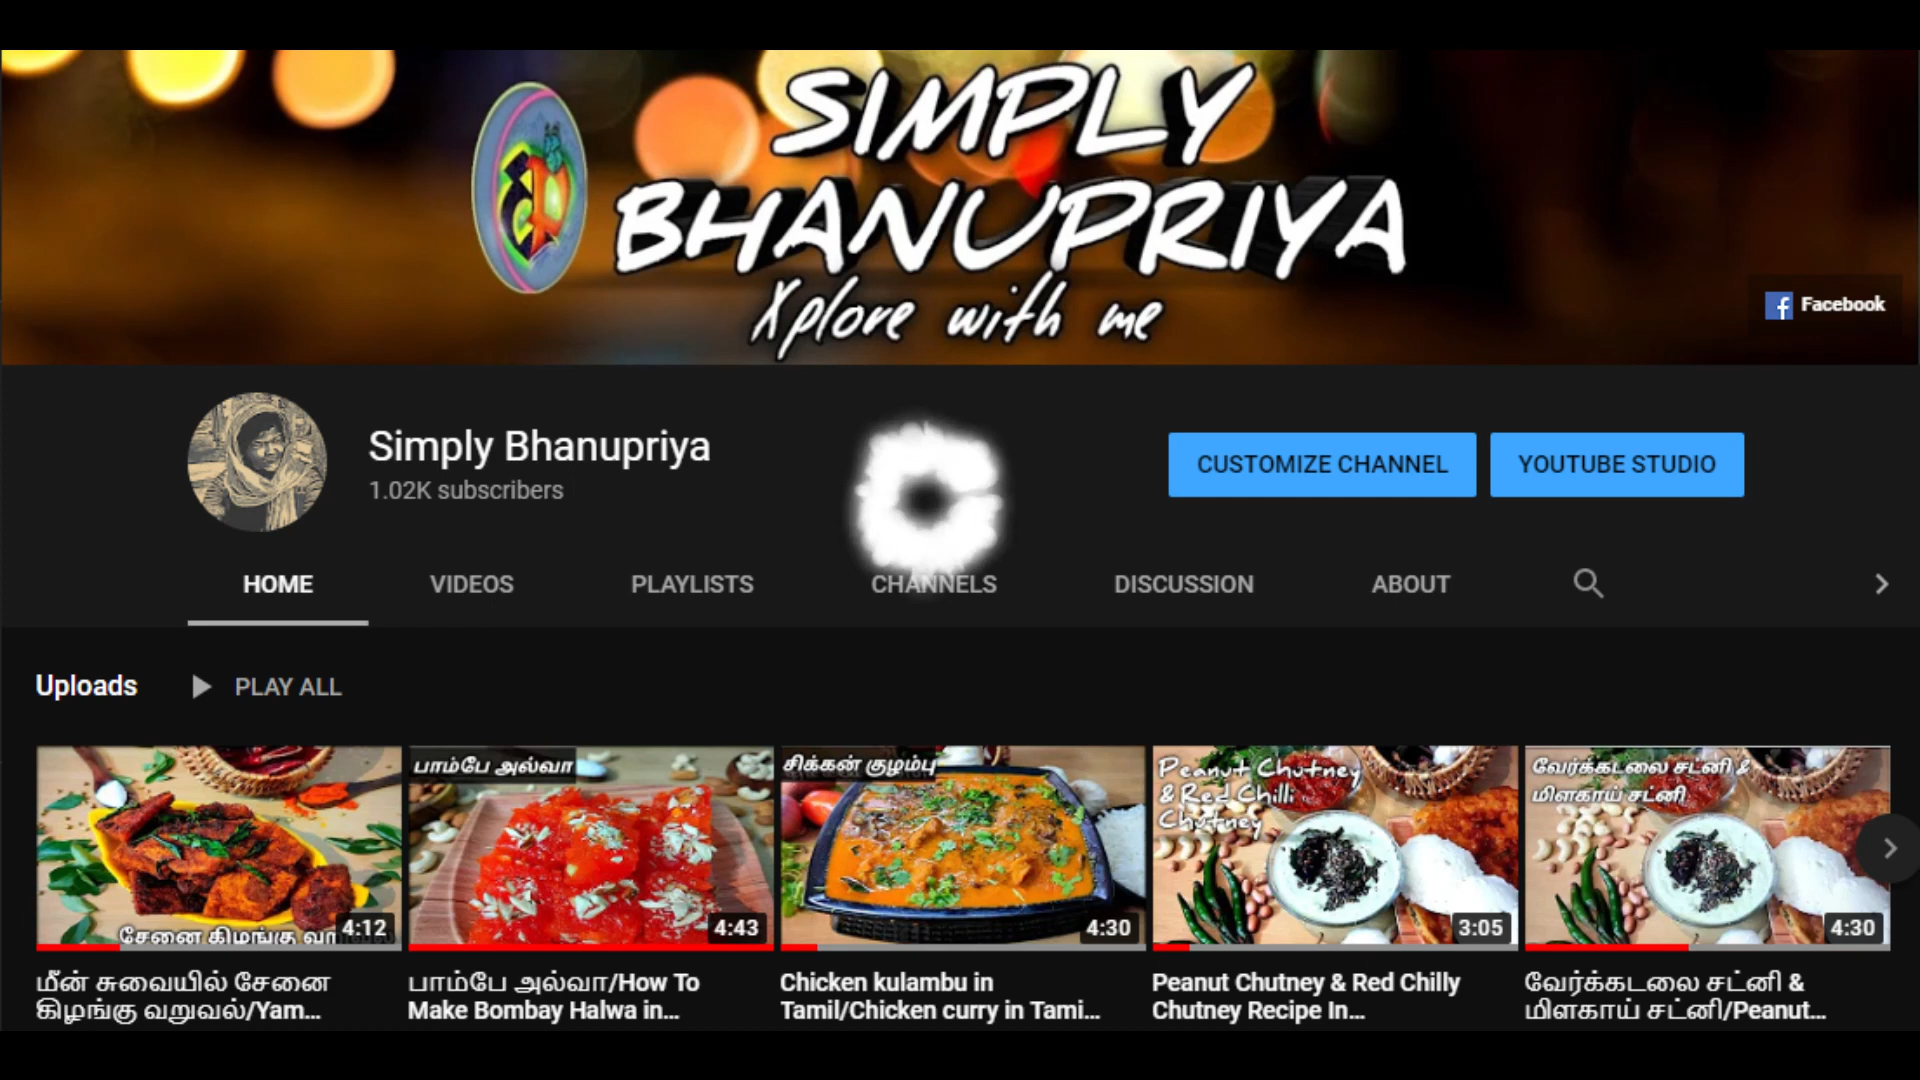 SIMPLY
BHANUPRIYA
Xplore with me
Facebook
Simply Bhanupriya
1.02K subscribers
CUSTOMIZE CHANNEL
YOUTUBE STUDIO
HOME
VIDEOS
PLAYLISTS
CHANNELS
DISCUSSION
ABOUT
Uploads
PLAY ALL
சேனை கிழங்கு
4:12
மீன் சுவையில் சேனை
கிழங்கு வறுவல்/Yam...
பாம்பே அல்வா
4:43
பாம்பே அல்வா/How To
Make Bombay Halwa in...
சிக்கன் குழம்பு
4:30
Chicken kulambu in
Tamil/Chicken curry in Tami...
Peanut Chutney
& Red Chilli
Chutney
3:05
Peanut Chutney & Red Chilly
Chutney Recipe In...
வேர்க்கடலை சட்னி &
மிளகாய் சட்னி
4:30
வேர்க்கடலை சட்னி &
மிளகாய் சட்னி/Peanut...